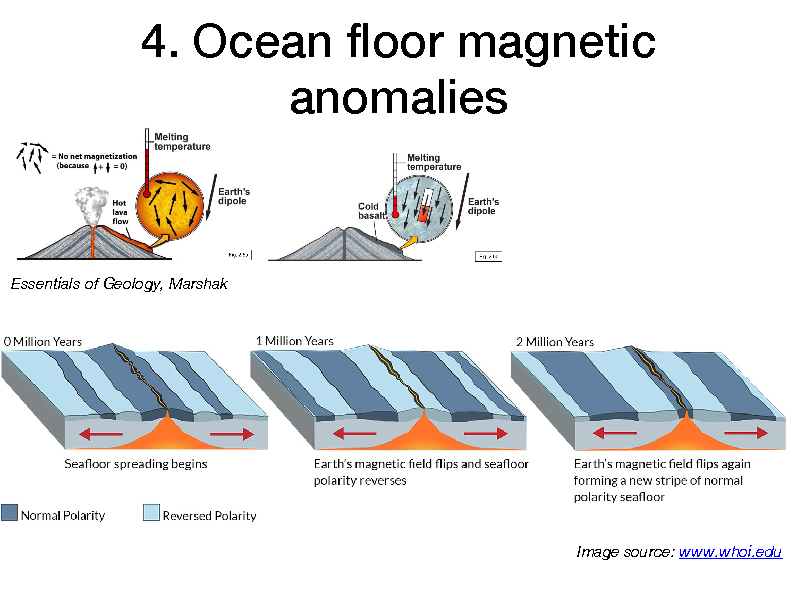 4. Ocean floor magnetic
anomalies
Melting
temperature
= No net magnetization
(because + = 0)
Hot
lava
flow
Earth's
dipole
Fig. 2.5b
Melting
temperature
Cold
basalt
Earth's
dipole
Essentials of Geology, Marshak
0 Million Years
1 Million Years
2 Million Years
Seafloor spreading begins
Earth's magnetic field flips and seafloor
polarity reverses
Earth's magnetic field flips again
forming a new stripe of normal
polarity seafloor
Normal Polarity
Reversed Polarity
Image source: www.whoi.edu